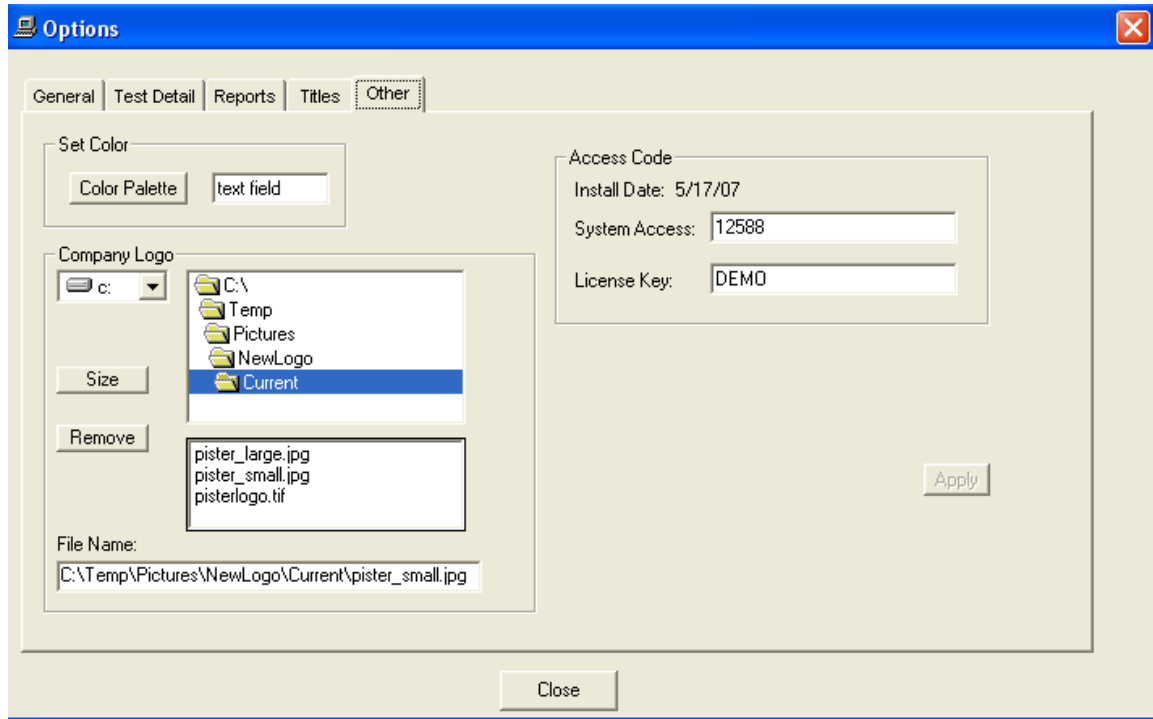 Options
General Test Detail Reports Titles Other
Set Color
Color Palette text field
Company Logo
c:
C:\
Temp
Pictures
NewLogo
Current
Size
Remove
pister_large.jpg
pister_small.jpg
pisterlogo.tif
File Name:
C:\Temp\Pictures\NewLogo\Current\pister_small.jpg
Access Code
Install Date: 5/17/07
System Access: 12588
License Key: DEMO
Apply
Close